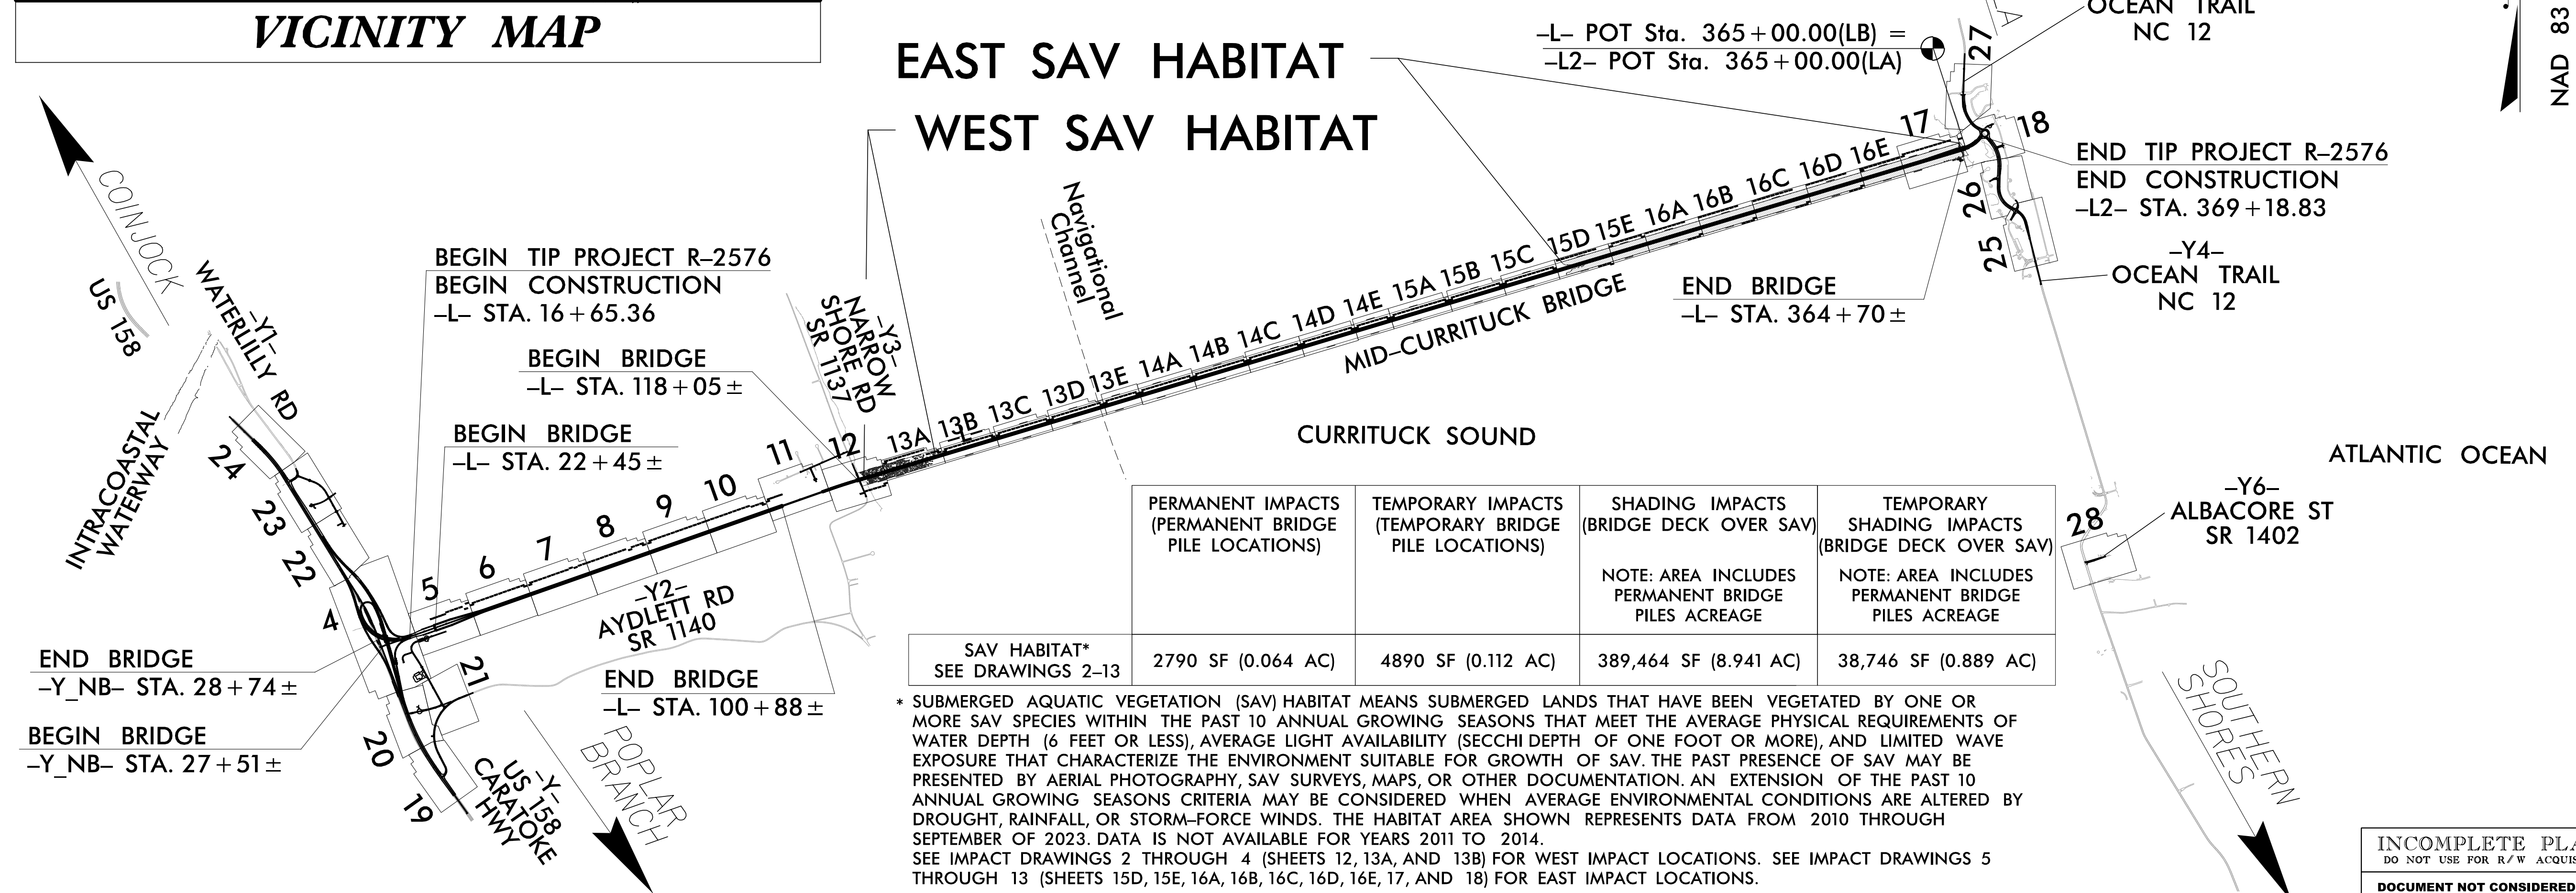 VICINITY MAP
EAST SAV HABITAT
WEST SAV HABITAT
–L– POT Sta. 365+00.00(LB) =
–L2– POT Sta. 365+00.00(LA)
OCEAN TRAIL
NC 12
NAD 83
27
17
18
END TIP PROJECT R–2576
END CONSTRUCTION
–L2– STA. 369+18.83
26
25
–Y4–
OCEAN TRAIL
NC 12
END BRIDGE
–L– STA. 364+70±
COINJOCK
US 158
–Y1–
WATERLILLY RD
INTRACOASTAL
WATERWAY
BEGIN TIP PROJECT R–2576
BEGIN CONSTRUCTION
–L– STA. 16+65.36
BEGIN BRIDGE
–L– STA. 118+05±
BEGIN BRIDGE
–L– STA. 22+45±
–Y3–
NARROW
SHORE RD
SR 1137
Navigational
Channel
13A 13B 13C 13D 13E 14A 14B 14C 14D 14E 15A 15B 15C 15D 15E 16A 16B 16C 16D 16E
–L–
MID–CURRITUCK BRIDGE
CURRITUCK SOUND
ATLANTIC OCEAN
24
23
22
4
5
6
7
8
9
10
11
12
–Y2–
AYDLETT RD
SR 1140
END BRIDGE
–Y_NB– STA. 28+74±
BEGIN BRIDGE
–Y_NB– STA. 27+51±
21
20
19
END BRIDGE
–L– STA. 100+88±
–Y–
US 158
CARATOKE
HWY
POPLAR
BRANCH
28
–Y6–
ALBACORE ST
SR 1402
SOUTHERN
SHORES
PERMANENT IMPACTS
(PERMANENT BRIDGE
PILE LOCATIONS)
TEMPORARY IMPACTS
(TEMPORARY BRIDGE
PILE LOCATIONS)
SHADING IMPACTS
(BRIDGE DECK OVER SAV)
NOTE: AREA INCLUDES
PERMANENT BRIDGE
PILES ACREAGE
TEMPORARY
SHADING IMPACTS
(BRIDGE DECK OVER SAV)
NOTE: AREA INCLUDES
PERMANENT BRIDGE
PILES ACREAGE
SAV HABITAT*
SEE DRAWINGS 2–13
2790 SF (0.064 AC)
4890 SF (0.112 AC)
389,464 SF (8.941 AC)
38,746 SF (0.889 AC)
* SUBMERGED AQUATIC VEGETATION (SAV) HABITAT MEANS SUBMERGED LANDS THAT HAVE BEEN VEGETATED BY ONE OR
MORE SAV SPECIES WITHIN THE PAST 10 ANNUAL GROWING SEASONS THAT MEET THE AVERAGE PHYSICAL REQUIREMENTS OF
WATER DEPTH (6 FEET OR LESS), AVERAGE LIGHT AVAILABILITY (SECCHI DEPTH OF ONE FOOT OR MORE), AND LIMITED WAVE
EXPOSURE THAT CHARACTERIZE THE ENVIRONMENT SUITABLE FOR GROWTH OF SAV. THE PAST PRESENCE OF SAV MAY BE
PRESENTED BY AERIAL PHOTOGRAPHY, SAV SURVEYS, MAPS, OR OTHER DOCUMENTATION. AN EXTENSION OF THE PAST 10
ANNUAL GROWING SEASONS CRITERIA MAY BE CONSIDERED WHEN AVERAGE ENVIRONMENTAL CONDITIONS ARE ALTERED BY
DROUGHT, RAINFALL, OR STORM–FORCE WINDS. THE HABITAT AREA SHOWN REPRESENTS DATA FROM 2010 THROUGH
SEPTEMBER OF 2023. DATA IS NOT AVAILABLE FOR YEARS 2011 TO 2014.
SEE IMPACT DRAWINGS 2 THROUGH 4 (SHEETS 12, 13A, AND 13B) FOR WEST IMPACT LOCATIONS. SEE IMPACT DRAWINGS 5
THROUGH 13 (SHEETS 15D, 15E, 16A, 16B, 16C, 16D, 16E, 17, AND 18) FOR EAST IMPACT LOCATIONS.
INCOMPLETE PLA
DO NOT USE FOR R/W ACQUIS
DOCUMENT NOT CONSIDERED